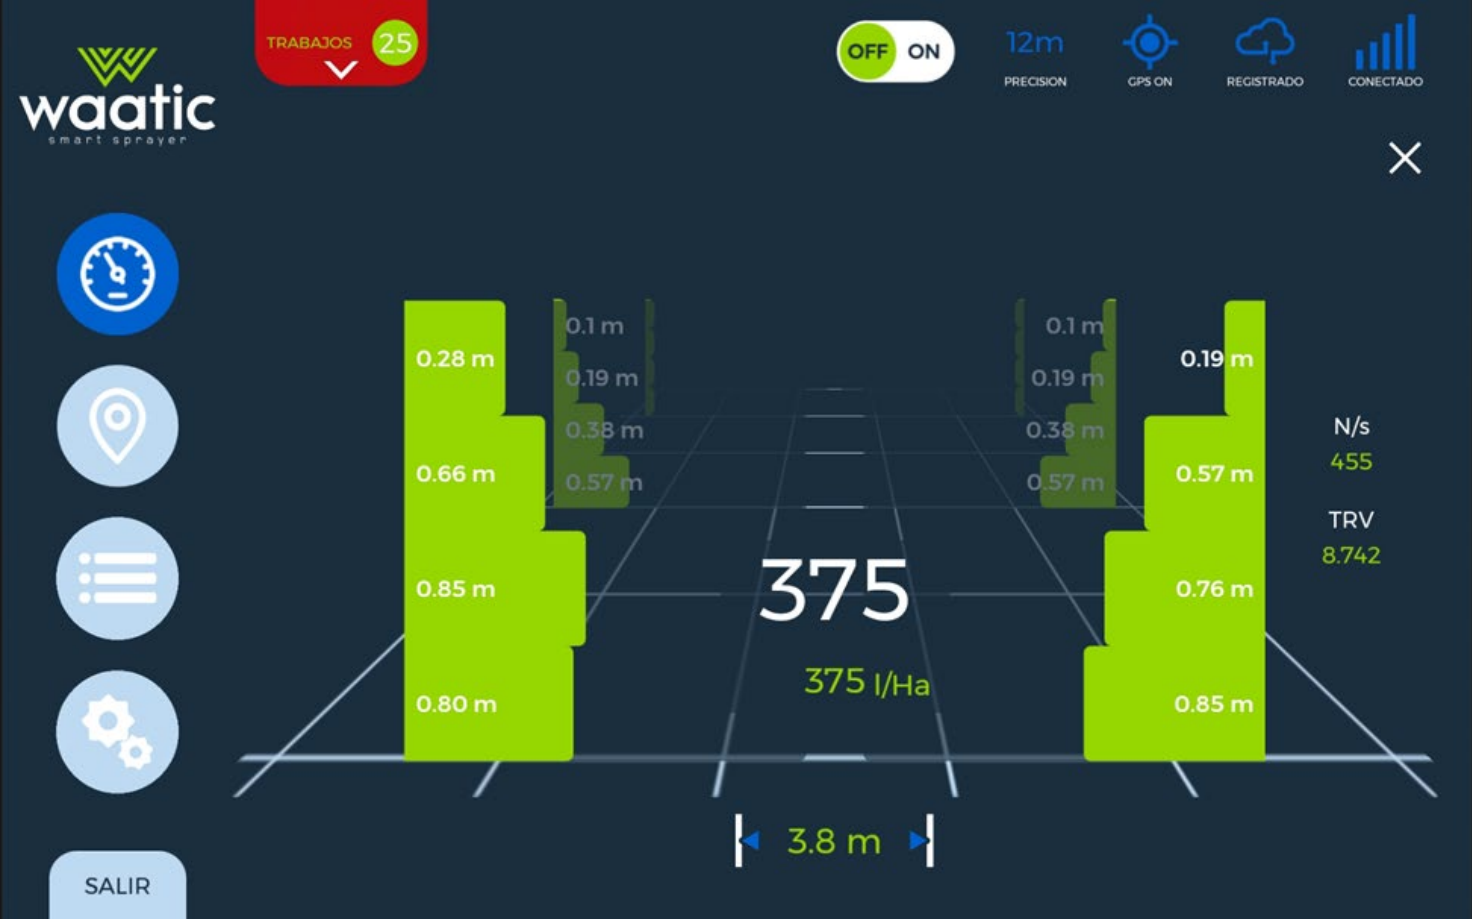 waatic
smart sprayer
TRABAJOS 25
OFF ON
12m
PRECISION
GPS ON
REGISTRADO
CONECTADO
0.28 m
0.66 m
0.85 m
0.80 m
0.1 m
0.19 m
0.38 m
0.57 m
0.1 m
0.19 m
0.38 m
0.57 m
0.19 m
0.57 m
0.76 m
0.85 m
N/s
455
TRV
8.742
375
375 l/Ha
3.8 m
SALIR